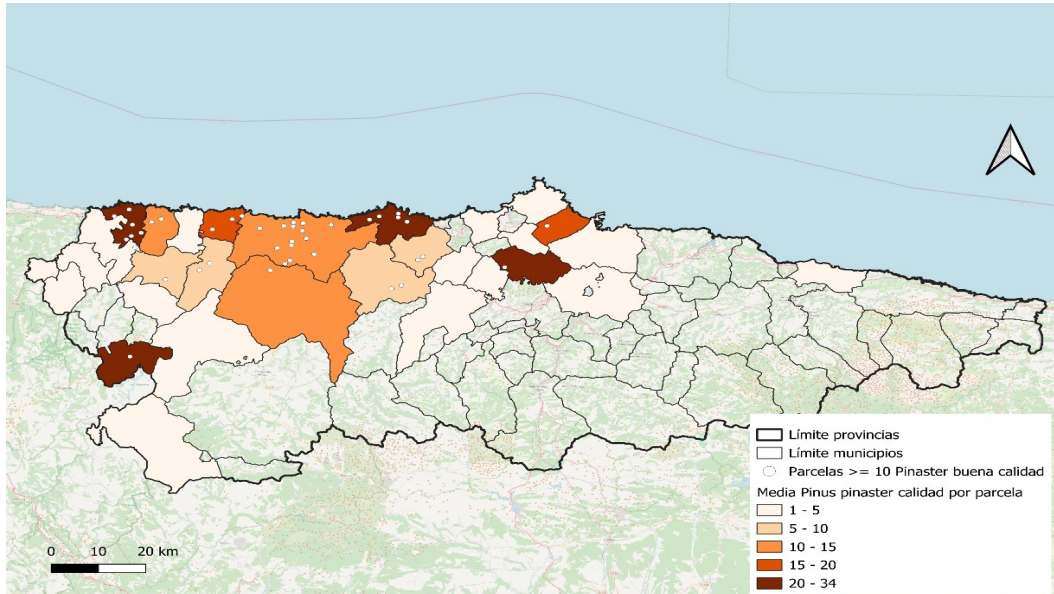 Límite provincias
Límite municipios
Parcelas >= 10 Pinaster buena calidad
Media Pinus pinaster calidad por parcela
1 - 5
5 - 10
10 - 15
15 - 20
20 - 34
0 10 20 km